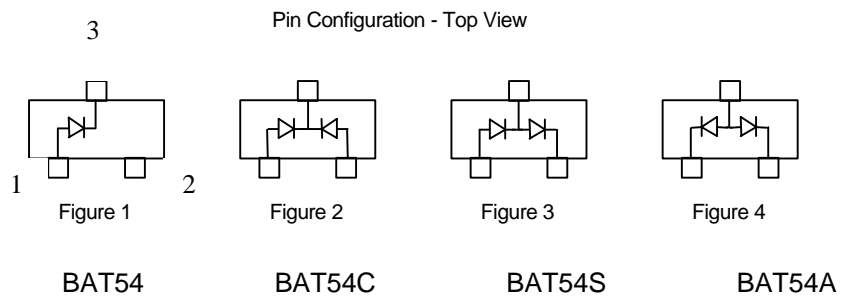 Pin Configuration - Top View
3
1
2
Figure 1
Figure 2
Figure 3
Figure 4
BAT54
BAT54C
BAT54S
BAT54A